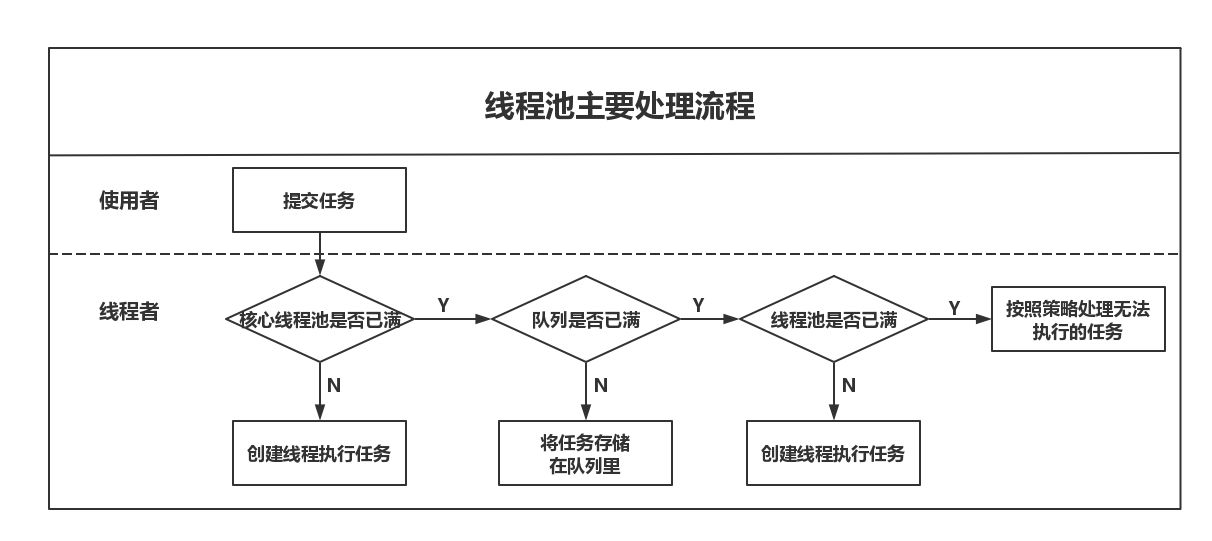 线程池主要处理流程
使用者
提交任务
线程者
核心线程池是否已满
Y
队列是否已满
Y
线程池是否已满
Y
按照策略处理无法
执行的任务
N
N
N
创建线程执行任务
将任务存储
在队列里
创建线程执行任务